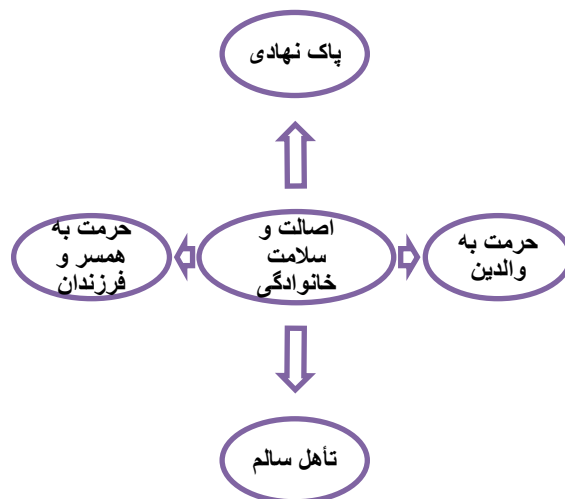 پاک نهادی
اصالت و
سلامت
خانوادگی
حرمت به
والدین
حرمت به
همسر و
فرزندان
تأهل سالم